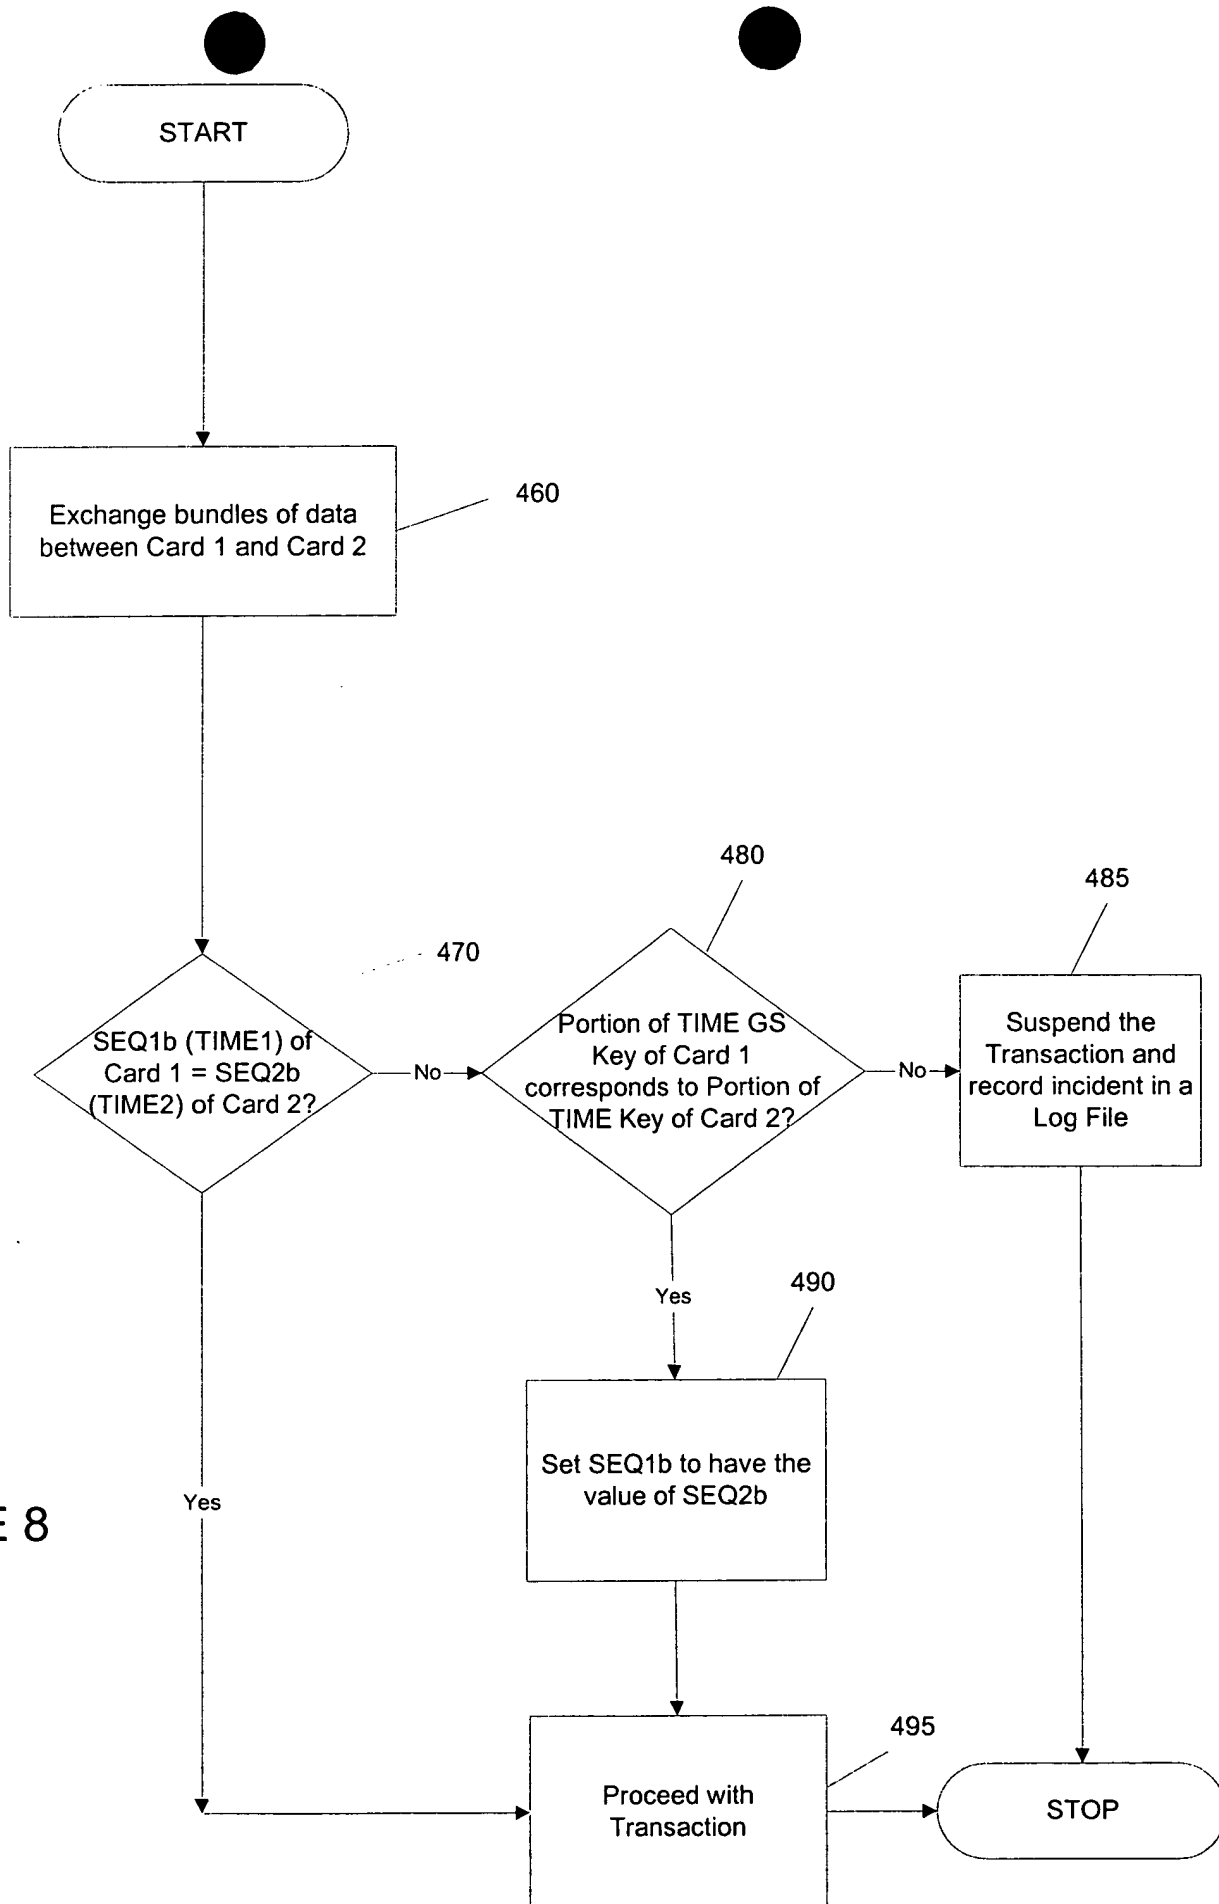 START
Exchange bundles of data
between Card 1 and Card 2
460
SEQ1b (TIME1) of
Card 1 = SEQ2b
(TIME2) of Card 2?
470
No
Portion of TIME GS
Key of Card 1
corresponds to Portion of
TIME Key of Card 2?
480
No
Suspend the
Transaction and
record incident in a
Log File
485
Yes
490
Set SEQ1b to have the
value of SEQ2b
Yes
E 8
Proceed with
Transaction
495
STOP